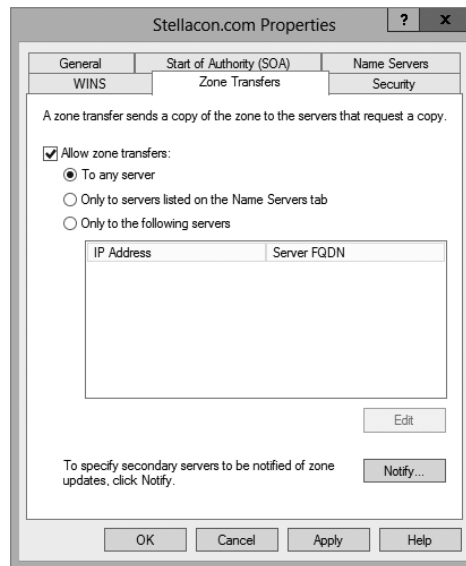 Stellacon.com Properties
? x
General Start of Authority (SOA) Name Servers
WINS Zone Transfers Security
A zone transfer sends a copy of the zone to the servers that request a copy.
Allow zone transfers:
To any server
Only to servers listed on the Name Servers tab
Only to the following servers
IP Address Server FQDN
Edit
To specify secondary servers to be notified of zone
updates, click Notify.
Notify...
OK Cancel Apply Help